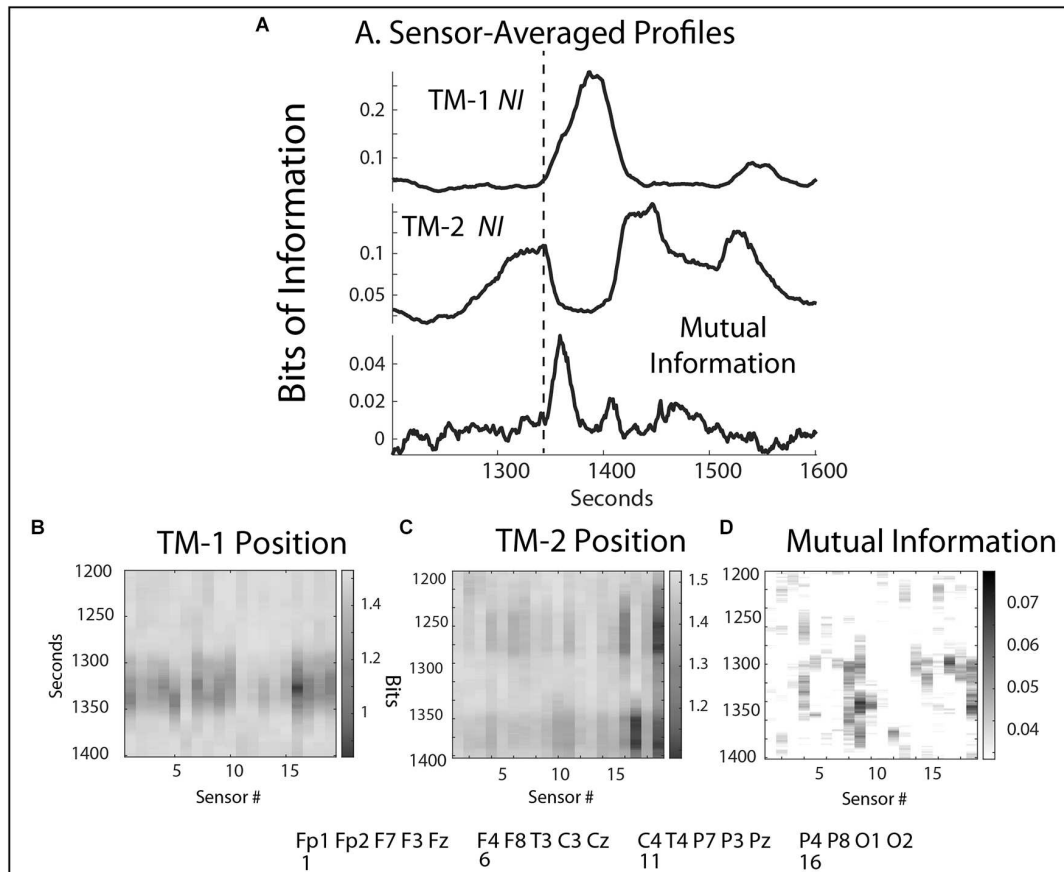 A
A. Sensor-Averaged Profiles
Bits of Information
TM-1 NI
0.2
0.1
TM-2 NI
0.1
0.05
Mutual
Information
0.04
0.02
0
1300 1400 1500 1600
Seconds
B
TM-1 Position
Seconds
1200
1250
1300
1350
1400
5 10 15
Sensor #
1.4
1.2
1
Bits
C
TM-2 Position
1200
1250
1300
1350
1400
5 10 15
Sensor #
1.5
1.4
1.3
1.2
D
Mutual Information
1200
1250
1300
1350
1400
5 10 15
Sensor #
0.07
0.06
0.05
0.04
Fp1 Fp2 F7 F3 Fz F4 F8 T3 C3 Cz C4 T4 P7 P3 Pz P4 P8 O1 O2
1 6 11 16